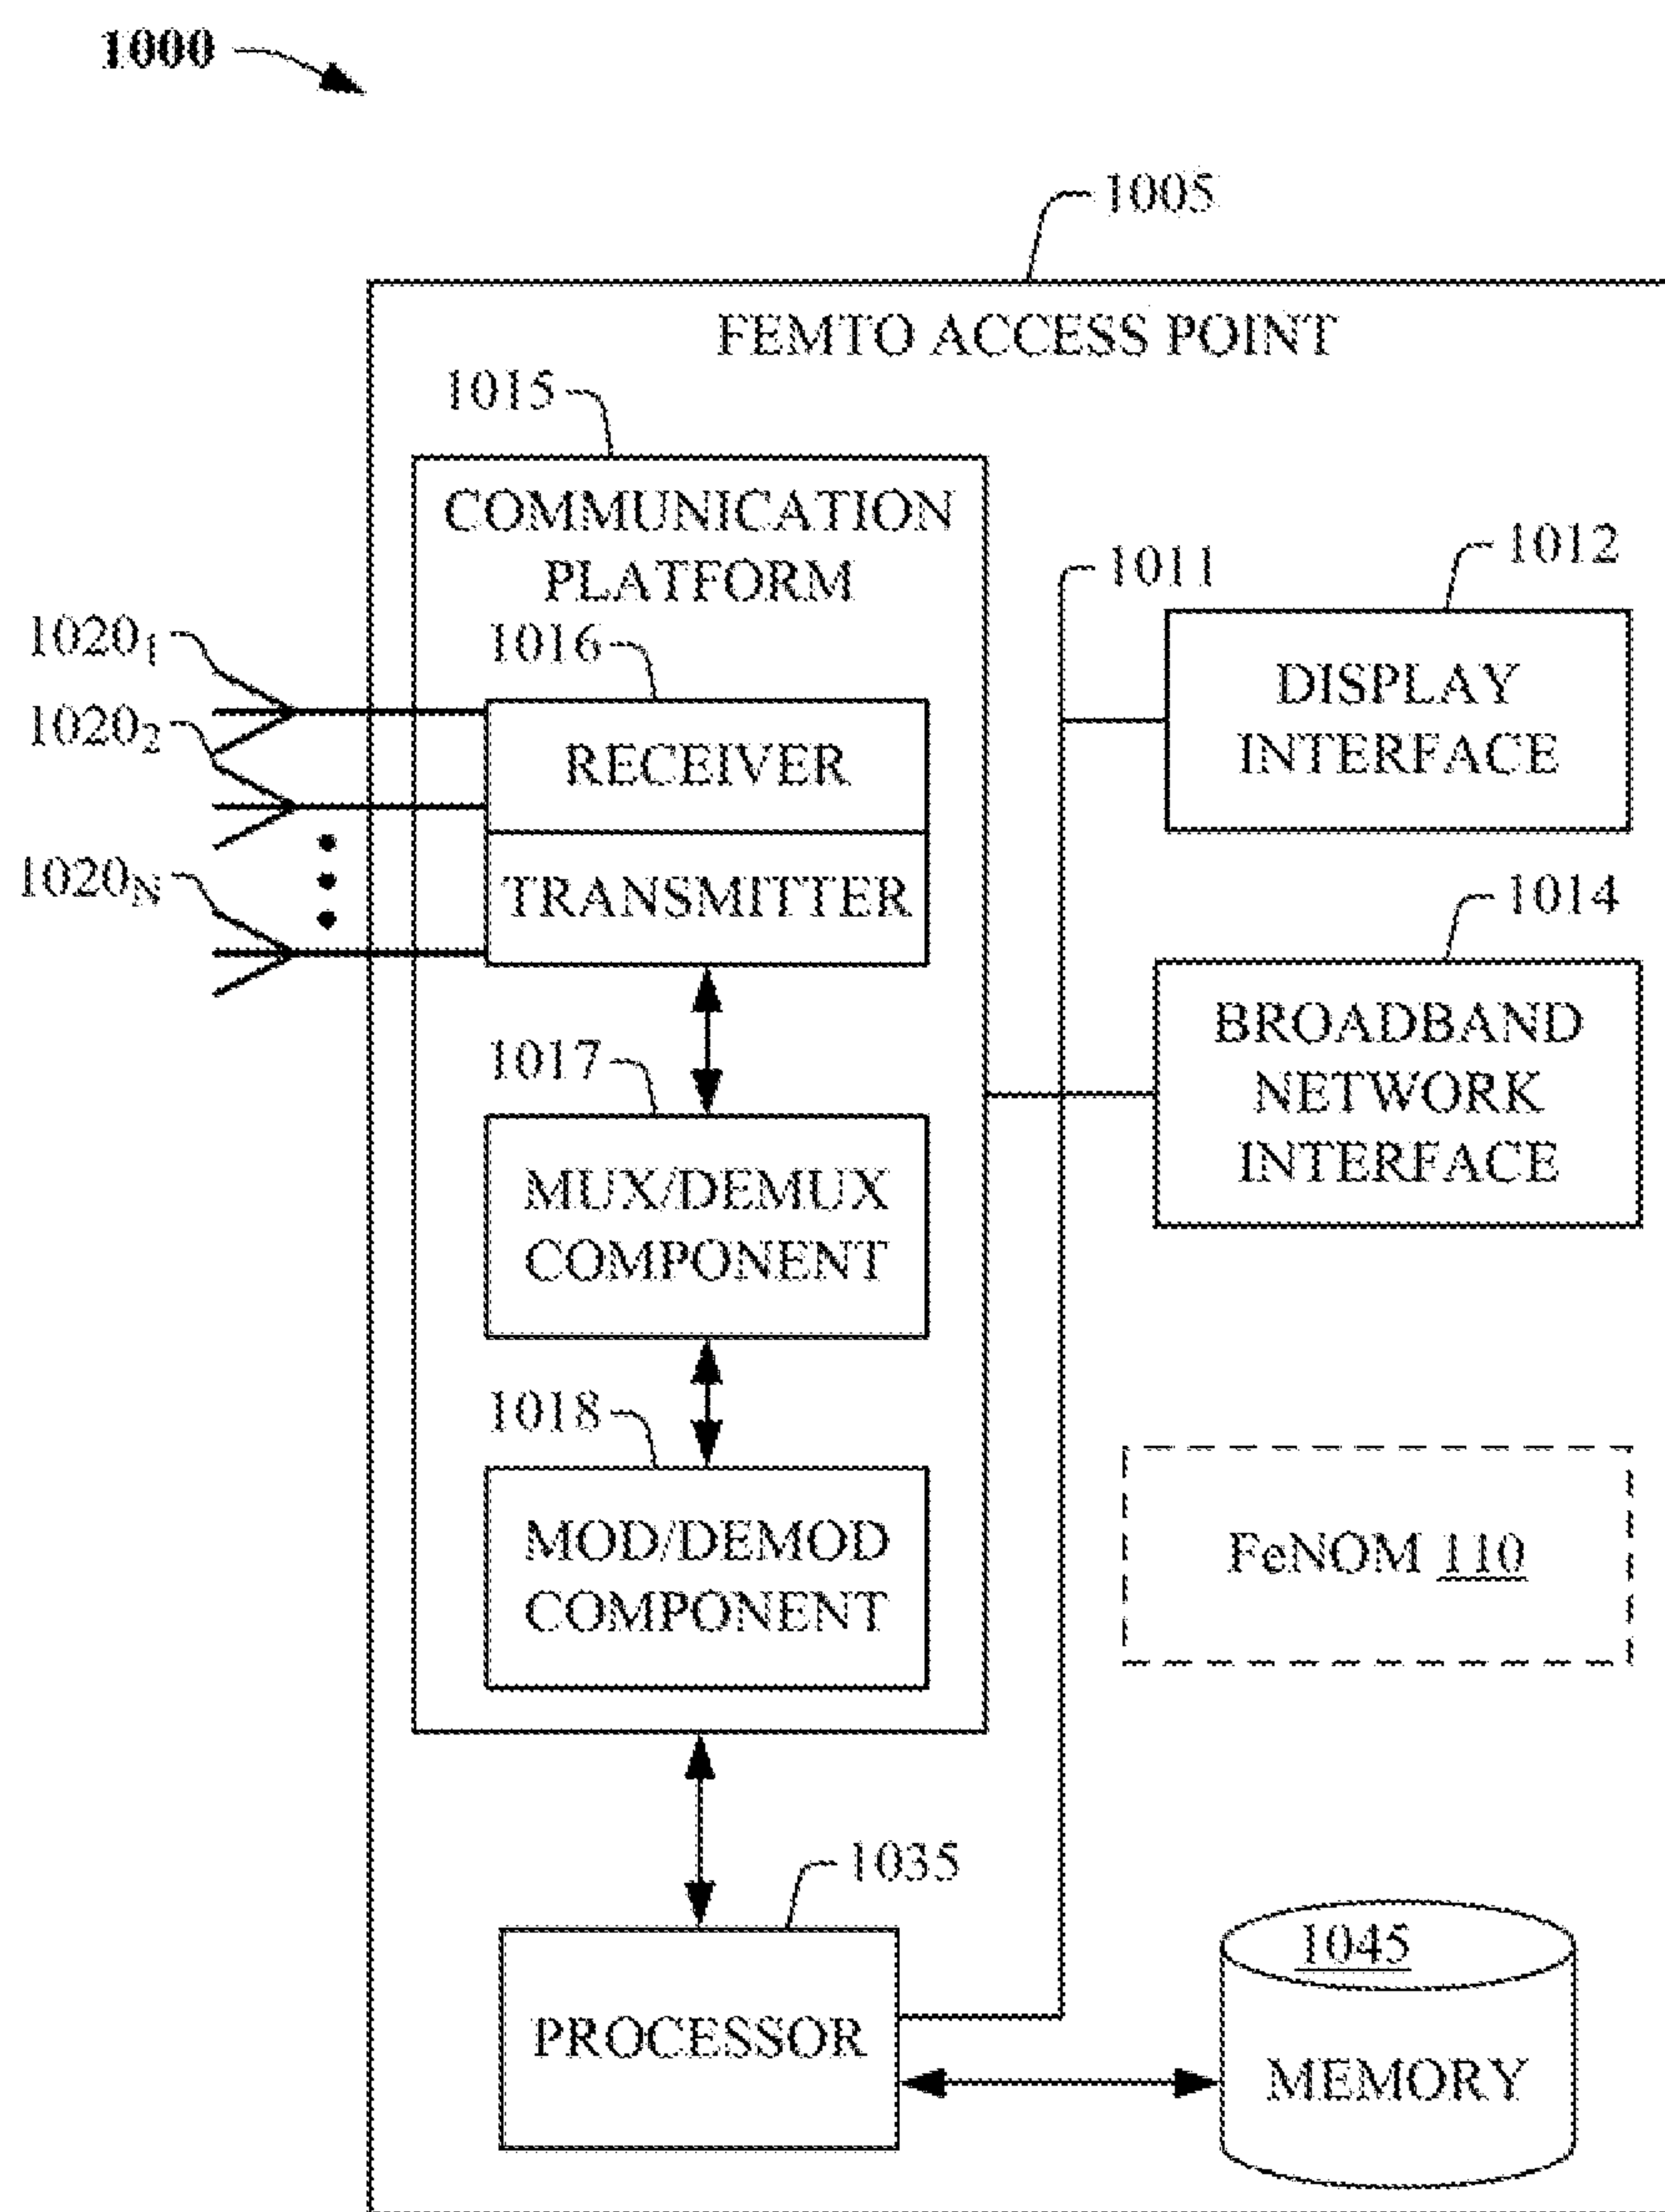 1000
1005
FEMTO ACCESS POINT
1015
COMMUNICATION
PLATFORM
1011
1012
1020₁
1016
DISPLAY
INTERFACE
1020₂
RECEIVER
1020N
TRANSMITTER
1014
BROADBAND
NETWORK
INTERFACE
1017
MUX/DEMUX
COMPONENT
1018
MOD/DEMOD
COMPONENT
FeNOM 110
1035
PROCESSOR
1045
MEMORY